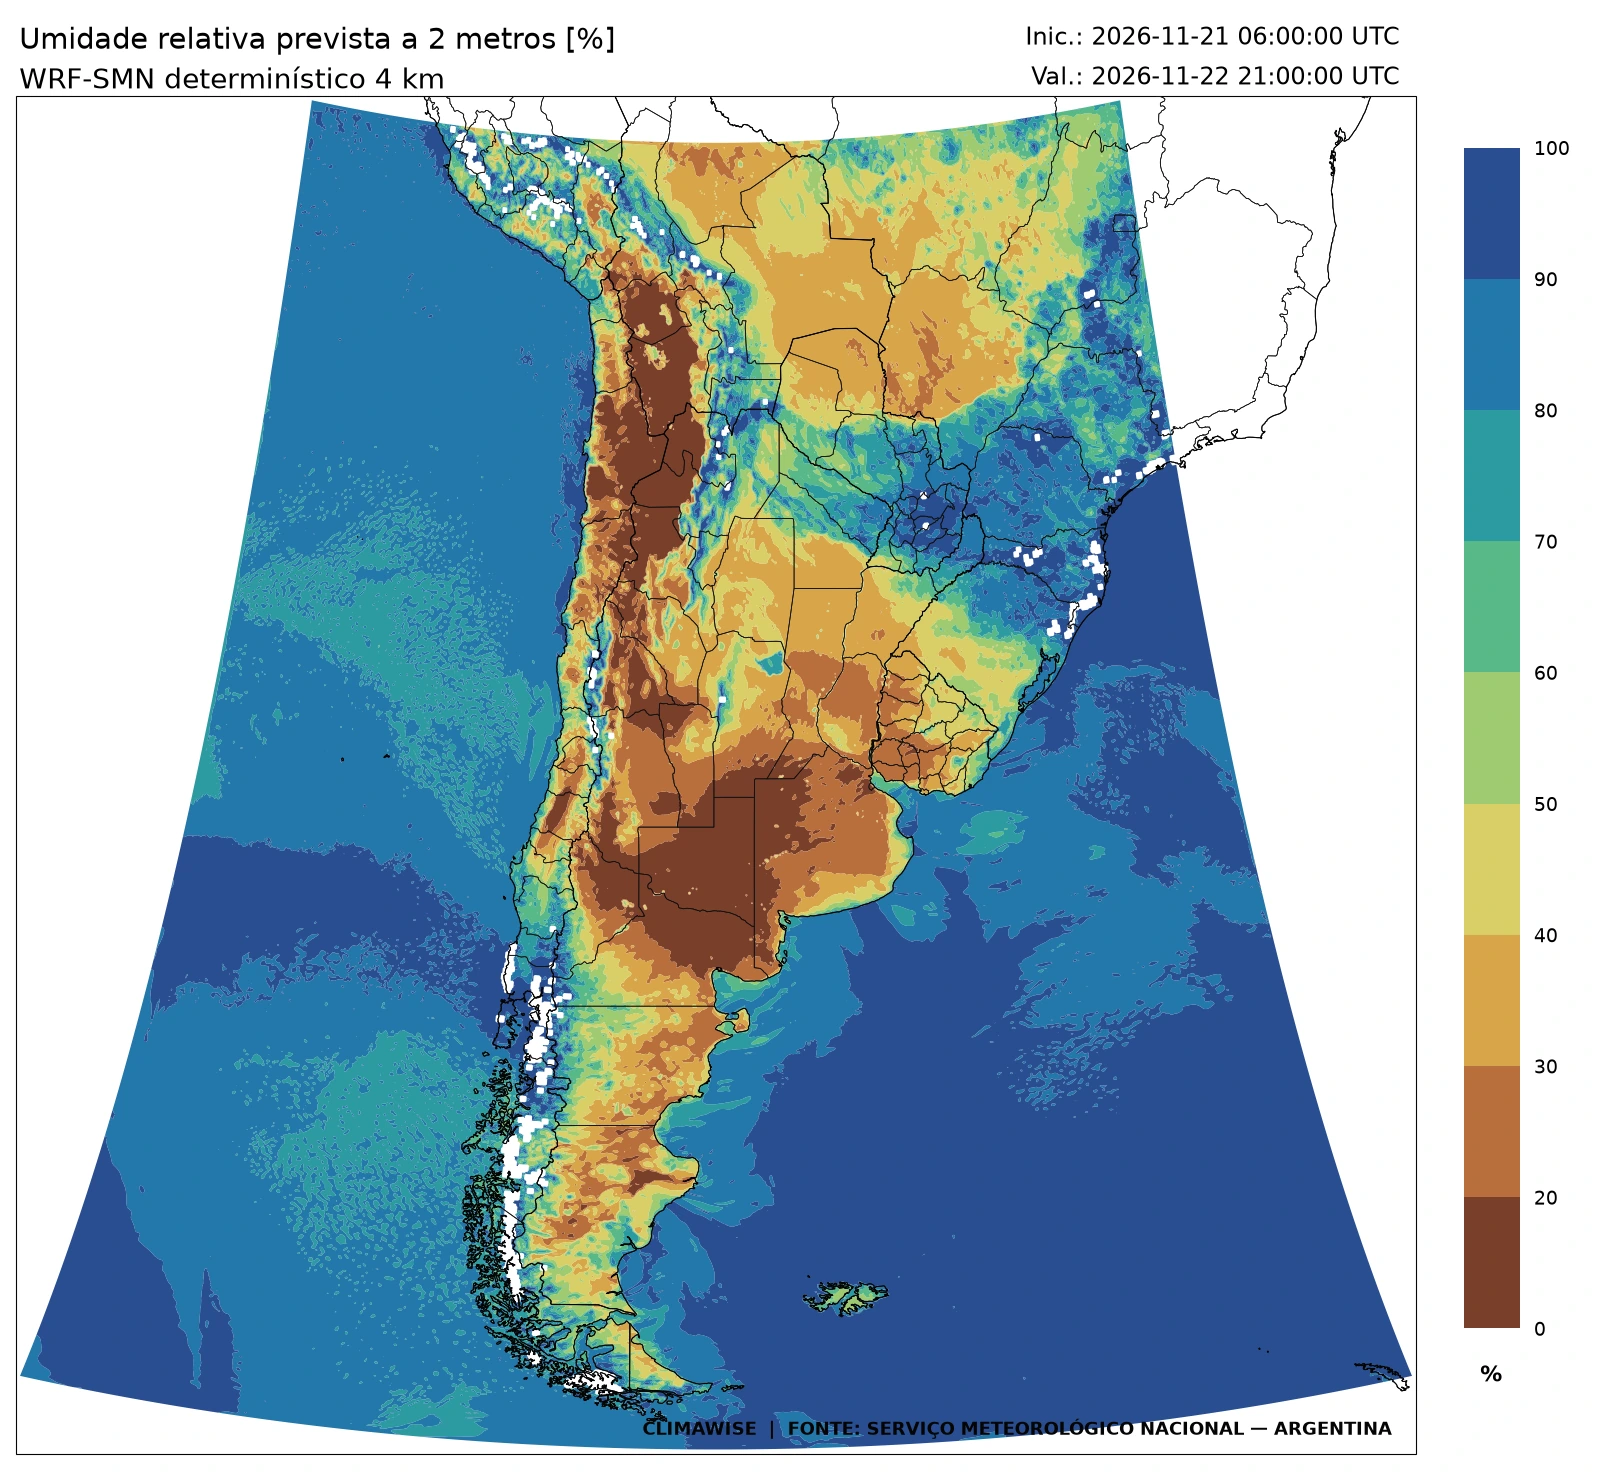 Umidade relativa prevista a 2 metros [%]
WRF-SMN determinístico 4 km
Inic.: 2026-11-21 06:00:00 UTC
Val.: 2026-11-22 21:00:00 UTC
100
90
80
70
60
50
40
30
20
0
%
CLIMAWISE | FONTE: SERVIÇO METEOROLÓGICO NACIONAL — ARGENTINA